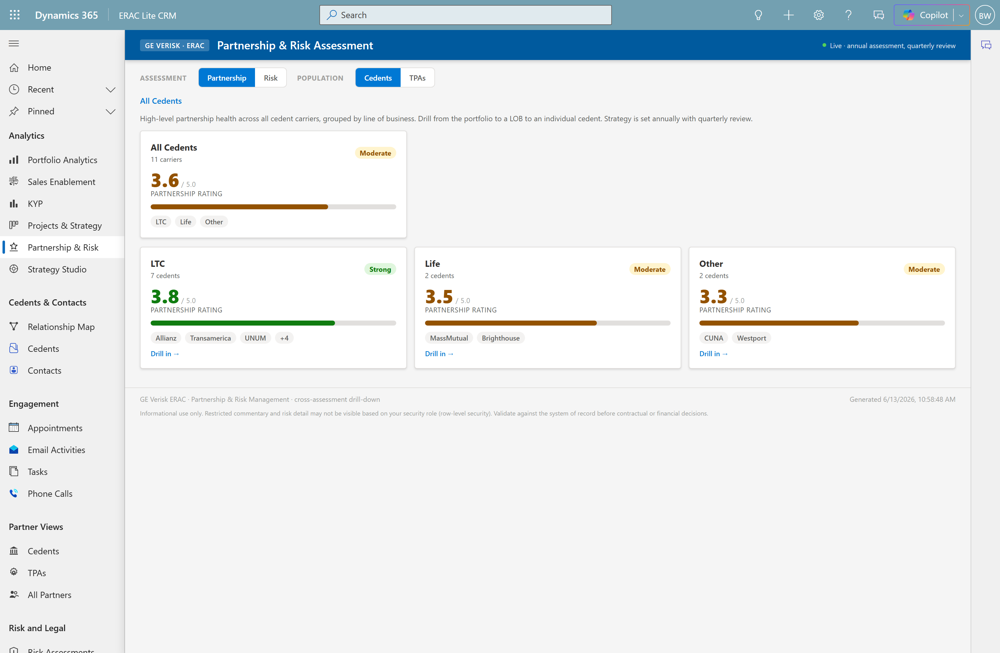 Dynamics 365
ERAC Lite CRM
Search
Copilot
BW
Home
Recent
Pinned
Analytics
Portfolio Analytics
Sales Enablement
KYP
Projects & Strategy
Partnership & Risk
Strategy Studio
Cedents & Contacts
Relationship Map
Cedents
Contacts
Engagement
Appointments
Email Activities
Tasks
Phone Calls
Partner Views
Cedents
TPAs
All Partners
Risk and Legal
Risk Assessments
GE VERISK · ERAC
Partnership & Risk Assessment
Live · annual assessment, quarterly review
ASSESSMENT
Partnership
Risk
POPULATION
Cedents
TPAs
All Cedents
High-level partnership health across all cedent carriers, grouped by line of business. Drill from the portfolio to a LOB to an individual cedent. Strategy is set annually with quarterly review.
All Cedents
11 carriers
Moderate
3.6 / 5.0
PARTNERSHIP RATING
LTC
Life
Other
LTC
7 cedents
Strong
3.8 / 5.0
PARTNERSHIP RATING
Allianz
Transamerica
UNUM
+4
Drill in →
Life
2 cedents
Moderate
3.5 / 5.0
PARTNERSHIP RATING
MassMutual
Brighthouse
Drill in →
Other
2 cedents
Moderate
3.3 / 5.0
PARTNERSHIP RATING
CUNA
Westport
Drill in →
GE Verisk ERAC · Partnership & Risk Management · cross-assessment drill-down
Generated 6/13/2026, 10:58:48 AM
Informational use only. Restricted commentary and risk detail may not be visible based on your security role (row-level security). Validate against the system of record before contractual or financial decisions.